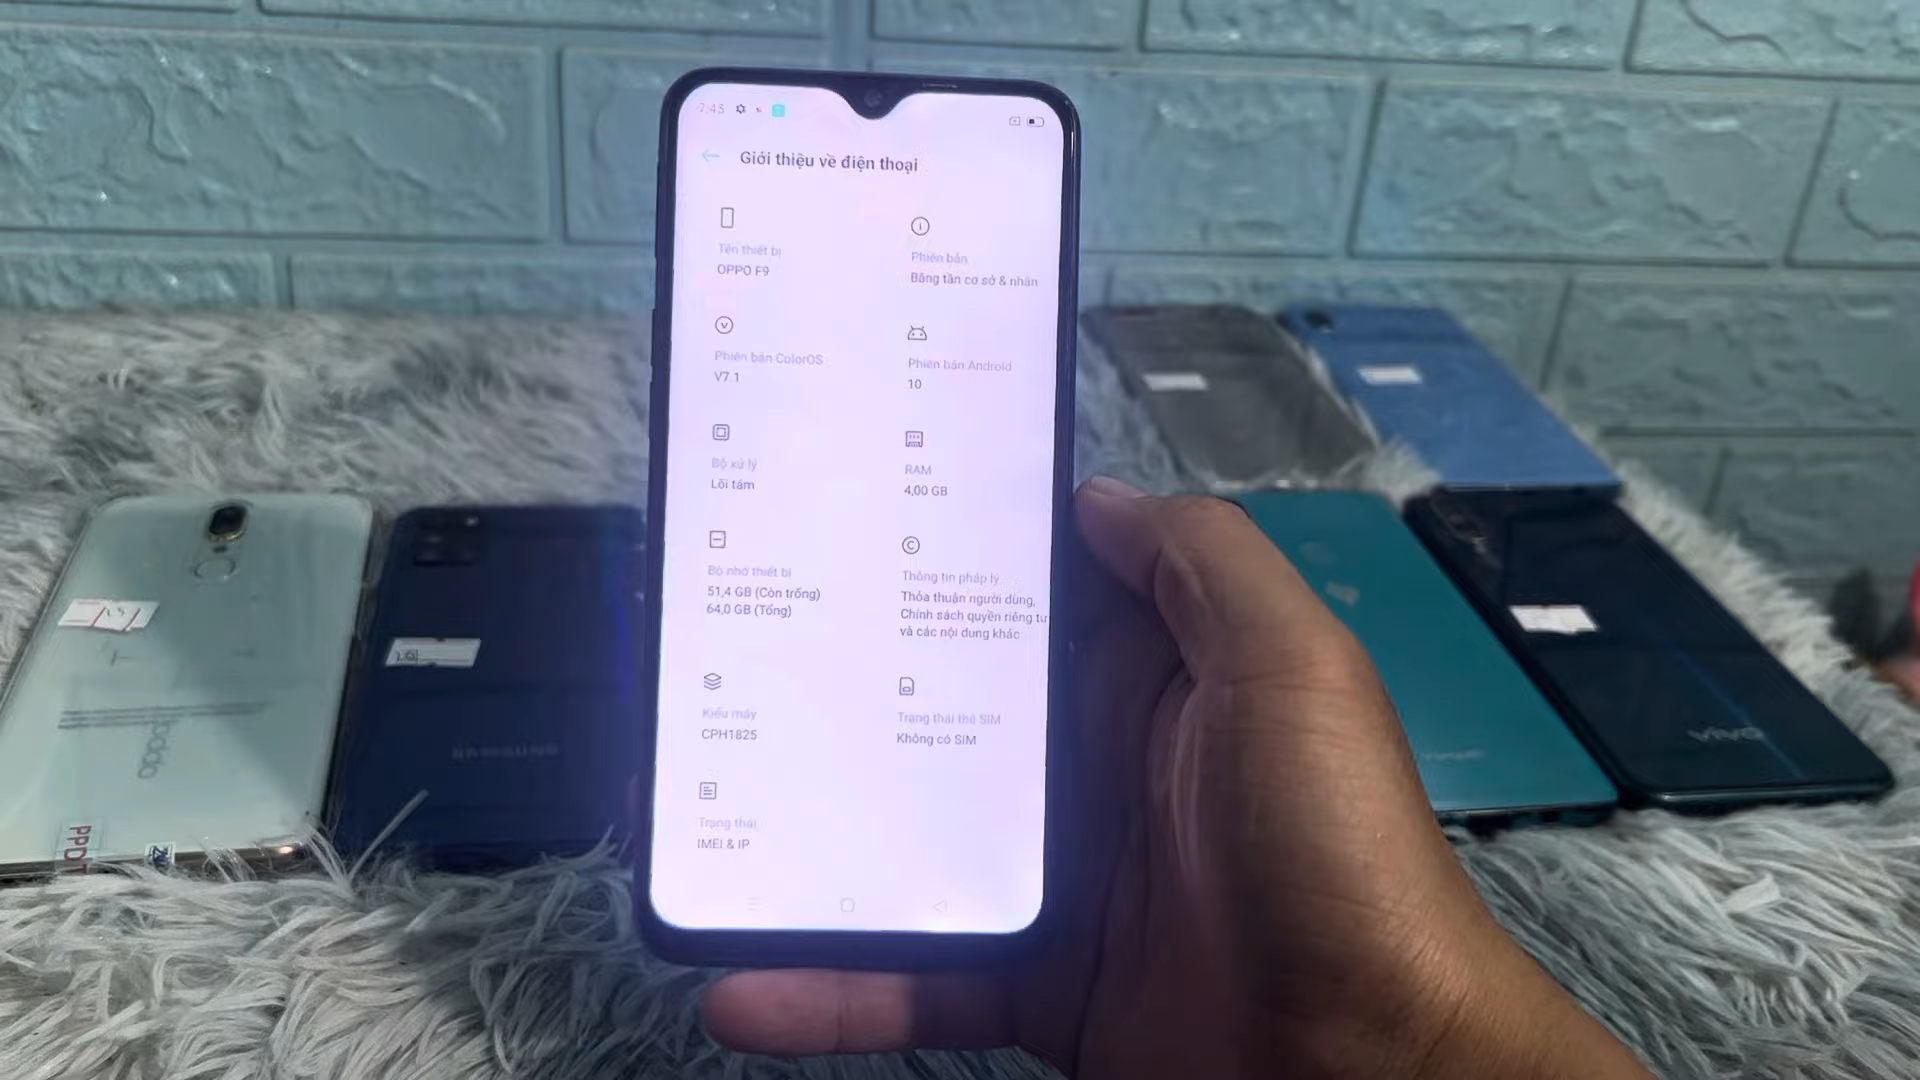 7:45
Giới thiệu về điện thoại
Tên thiết bị
OPPO F9
Phiên bản
Băng tần cơ sở & nhân
Phiên bản ColorOS
V7.1
Phiên bản Android
10
Bộ xử lý
Lõi tám
RAM
4,00 GB
Bộ nhớ thiết bị
51,4 GB (Còn trống)
64,0 GB (Tổng)
Thông tin pháp lý
Thỏa thuận người dùng,
Chính sách quyền riêng tư
và các nội dung khác
Kiểu máy
CPH1825
Trạng thái thẻ SIM
Không có SIM
Trạng thái
IMEI & IP
oppo
PPDT
SAMSUNG
vivo